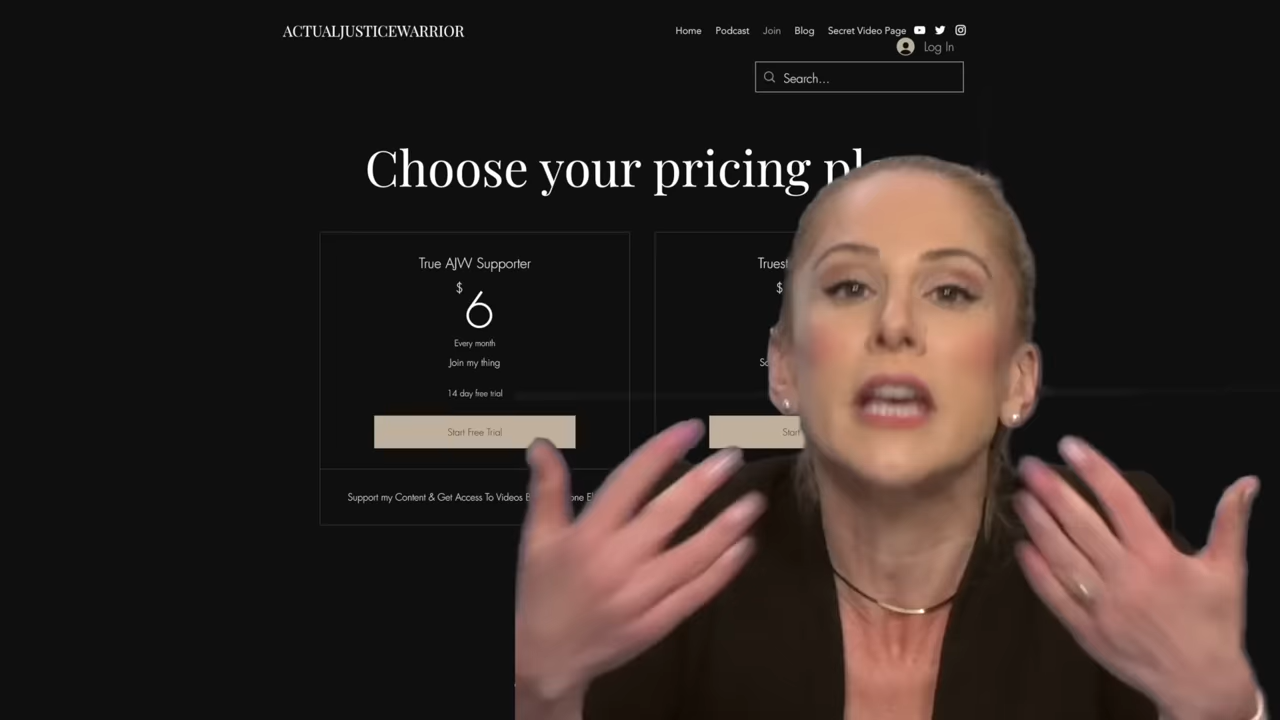 ACTUALJUSTICEWARRIOR
Home Podcast Join Blog Secret Video Page
Log In
Search...
Choose your pricing
True AJW Supporter
$
6
Every month
Join my thing
14 day free trial
Start Free Trial
Support my Content & Get Access To Videos
Truest
$
Start